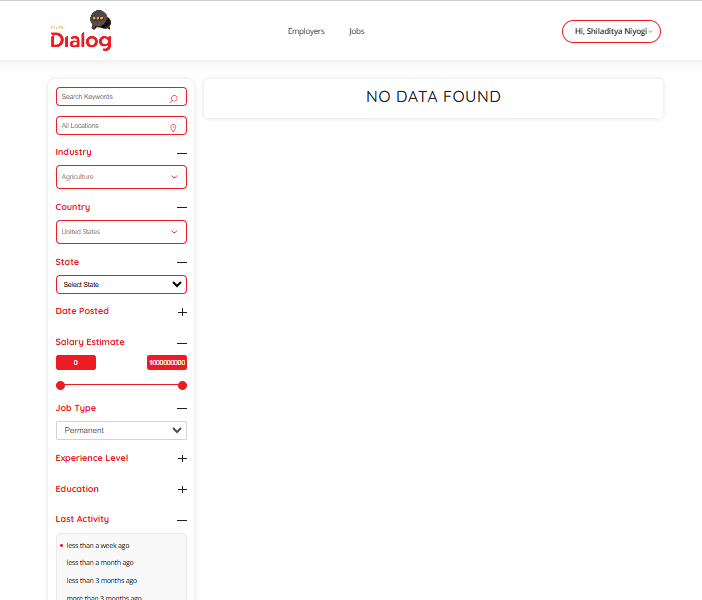 Dialog
Employers
Jobs
Hi, Shiladitya Niyogi
Search Keywords
All Locations
Industry
Agriculture
Country
United States
State
Select State
Date Posted
Salary Estimate
0
1000000000
Job Type
Permanent
Experience Level
Education
Last Activity
less than a week ago
less than a month ago
less than 3 months ago
more than 3 months ago
NO DATA FOUND